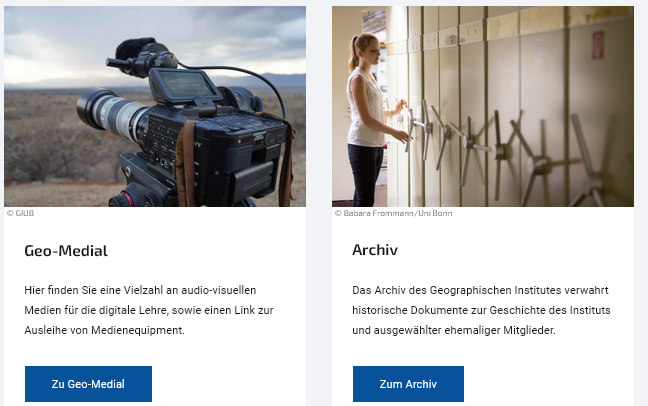 © GIUB
Geo-Medial
Hier finden Sie eine Vielzahl an audio-visuellen
Medien für die digitale Lehre, sowie einen Link zur
Ausleihe von Medienequipment.
Zu Geo-Medial
© Babara Frommann/Uni Bonn
Archiv
Das Archiv des Geographischen Institutes verwahrt
historische Dokumente zur Geschichte des Instituts
und ausgewählter ehemaliger Mitglieder.
Zum Archiv